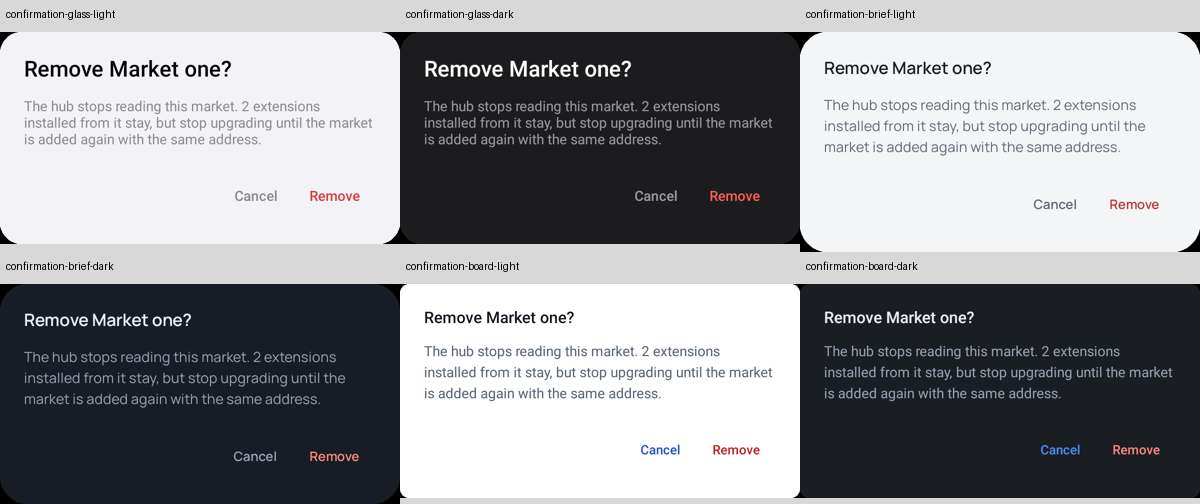 confirmation-glass-light
Remove Market one?
The hub stops reading this market. 2 extensions
installed from it stay, but stop upgrading until the market
is added again with the same address.
Cancel Remove
confirmation-glass-dark
Remove Market one?
The hub stops reading this market. 2 extensions
installed from it stay, but stop upgrading until the market
is added again with the same address.
Cancel Remove
confirmation-brief-light
Remove Market one?
The hub stops reading this market. 2 extensions
installed from it stay, but stop upgrading until the
market is added again with the same address.
Cancel Remove
confirmation-brief-dark
Remove Market one?
The hub stops reading this market. 2 extensions
installed from it stay, but stop upgrading until the
market is added again with the same address.
Cancel Remove
confirmation-board-light
Remove Market one?
The hub stops reading this market. 2 extensions
installed from it stay, but stop upgrading until the market
is added again with the same address.
Cancel Remove
confirmation-board-dark
Remove Market one?
The hub stops reading this market. 2 extensions
installed from it stay, but stop upgrading until the market
is added again with the same address.
Cancel Remove